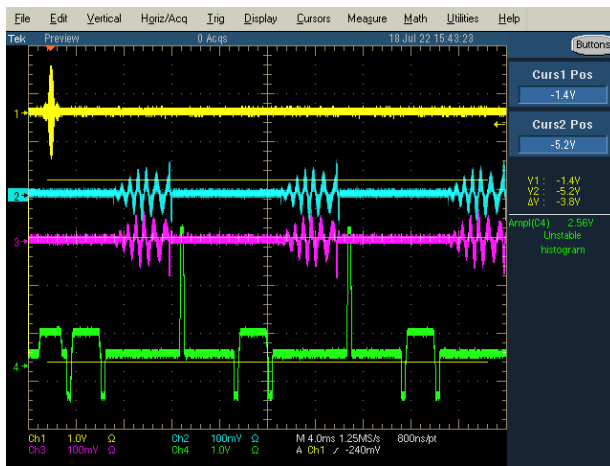 File Edit Vertical Horiz/Acq Trig Display Cursors Measure Math Utilities Help
Tek Preview 0 Acqs 18 Jul 22 15:43:23
Buttons
Curs1 Pos
-1.4V
Curs2 Pos
-5.2V
V1: -1.4V
V2: -5.2V
ΔV: -3.8V
Ampl(C4) 2.56V
Unstable
histogram
1
2
3
4
Ch1 1.0V Ω Ch2 100mV Ω M 4.0ms 1.25MS/s 800ns/pt
Ch3 100mV Ω Ch4 1.0V Ω A Ch1 -240mV